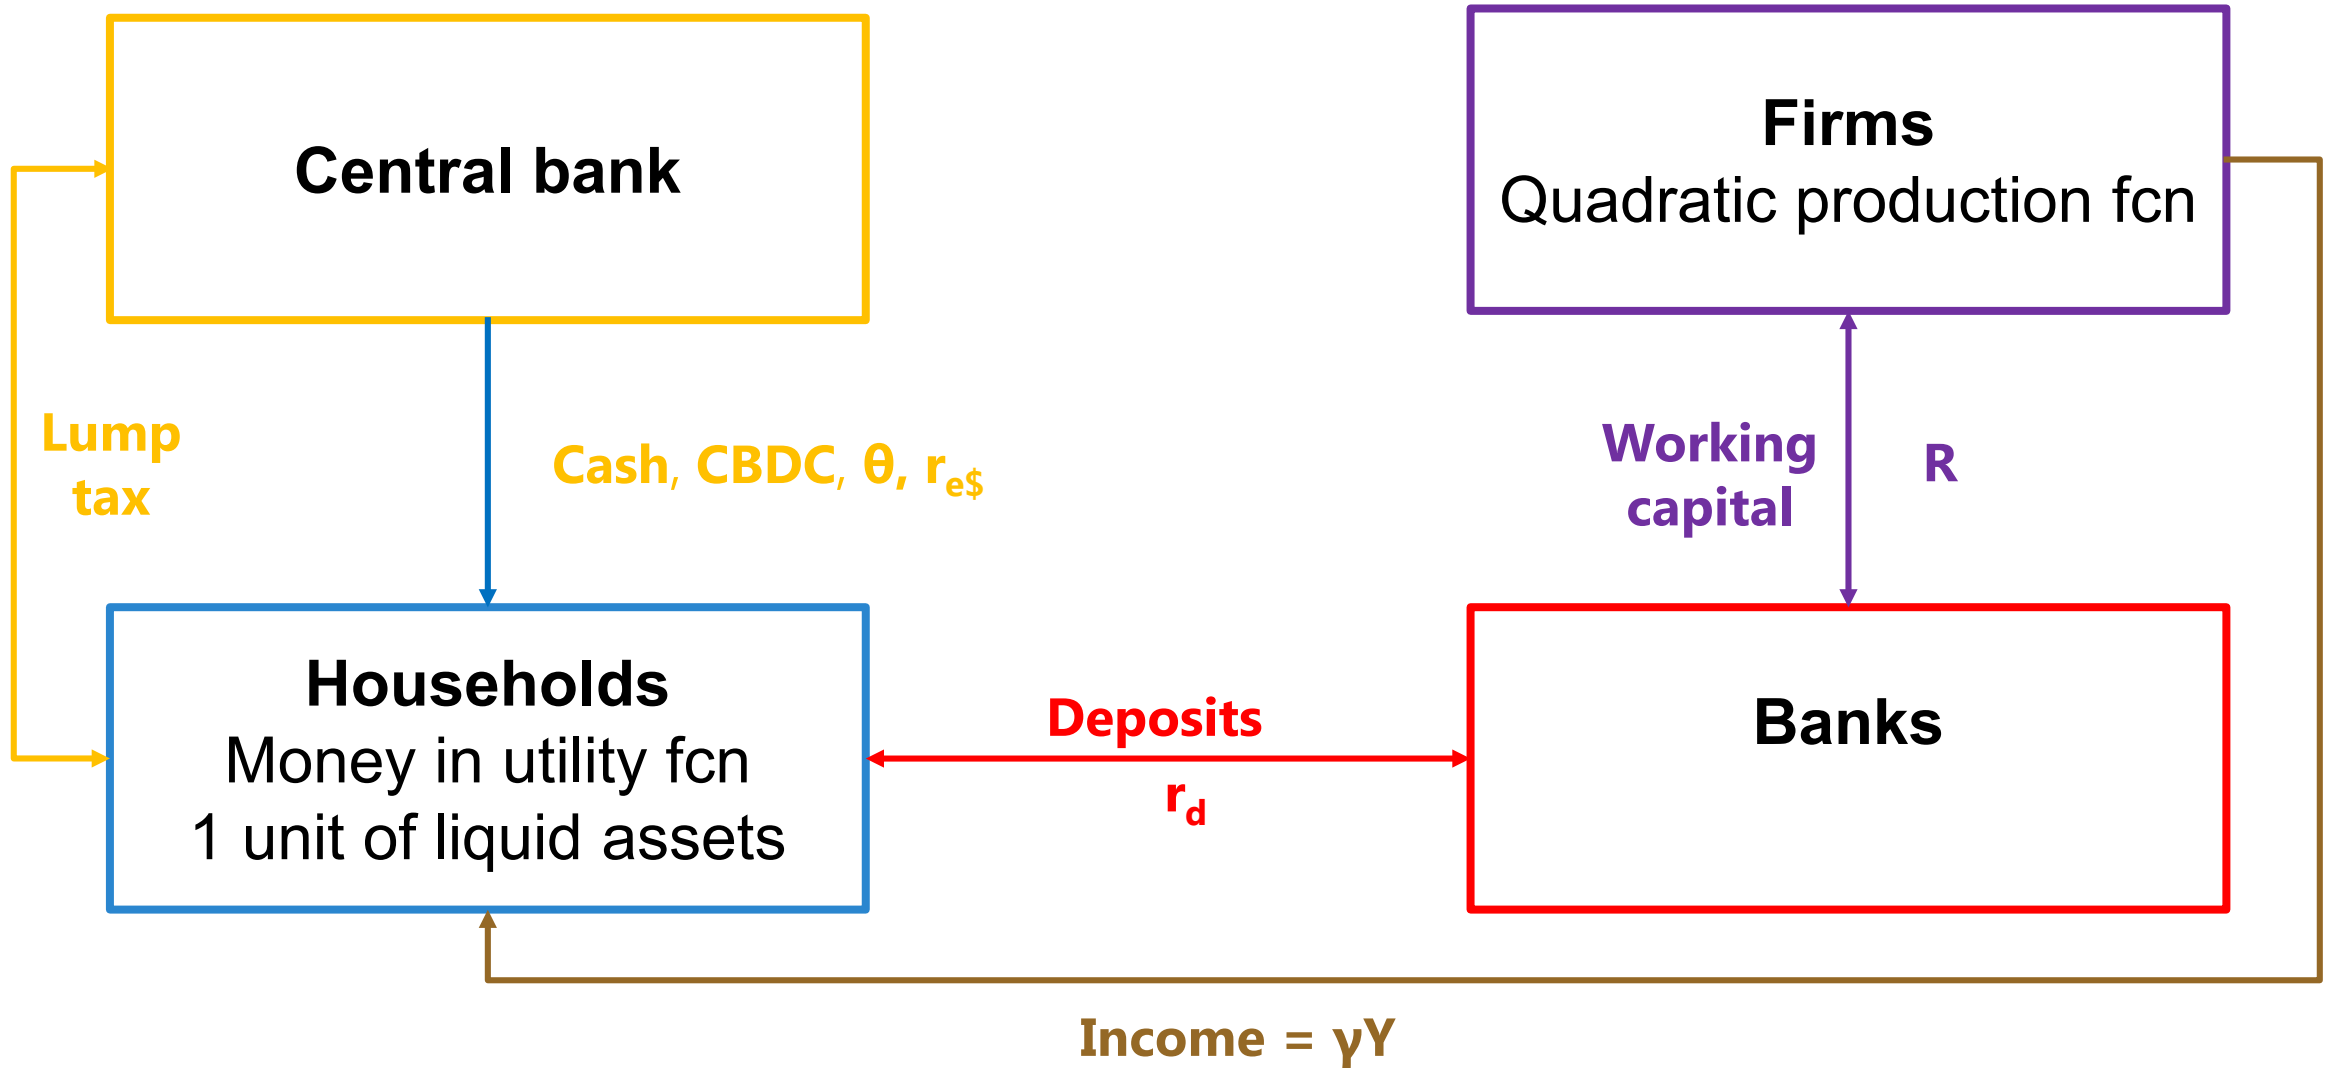 Central bank
Firms
Quadratic production fcn
Lump
tax
Cash, CBDC, θ, re$
Working
capital
R
Households
Money in utility fcn
1 unit of liquid assets
Deposits
rd
Banks
Income = γY